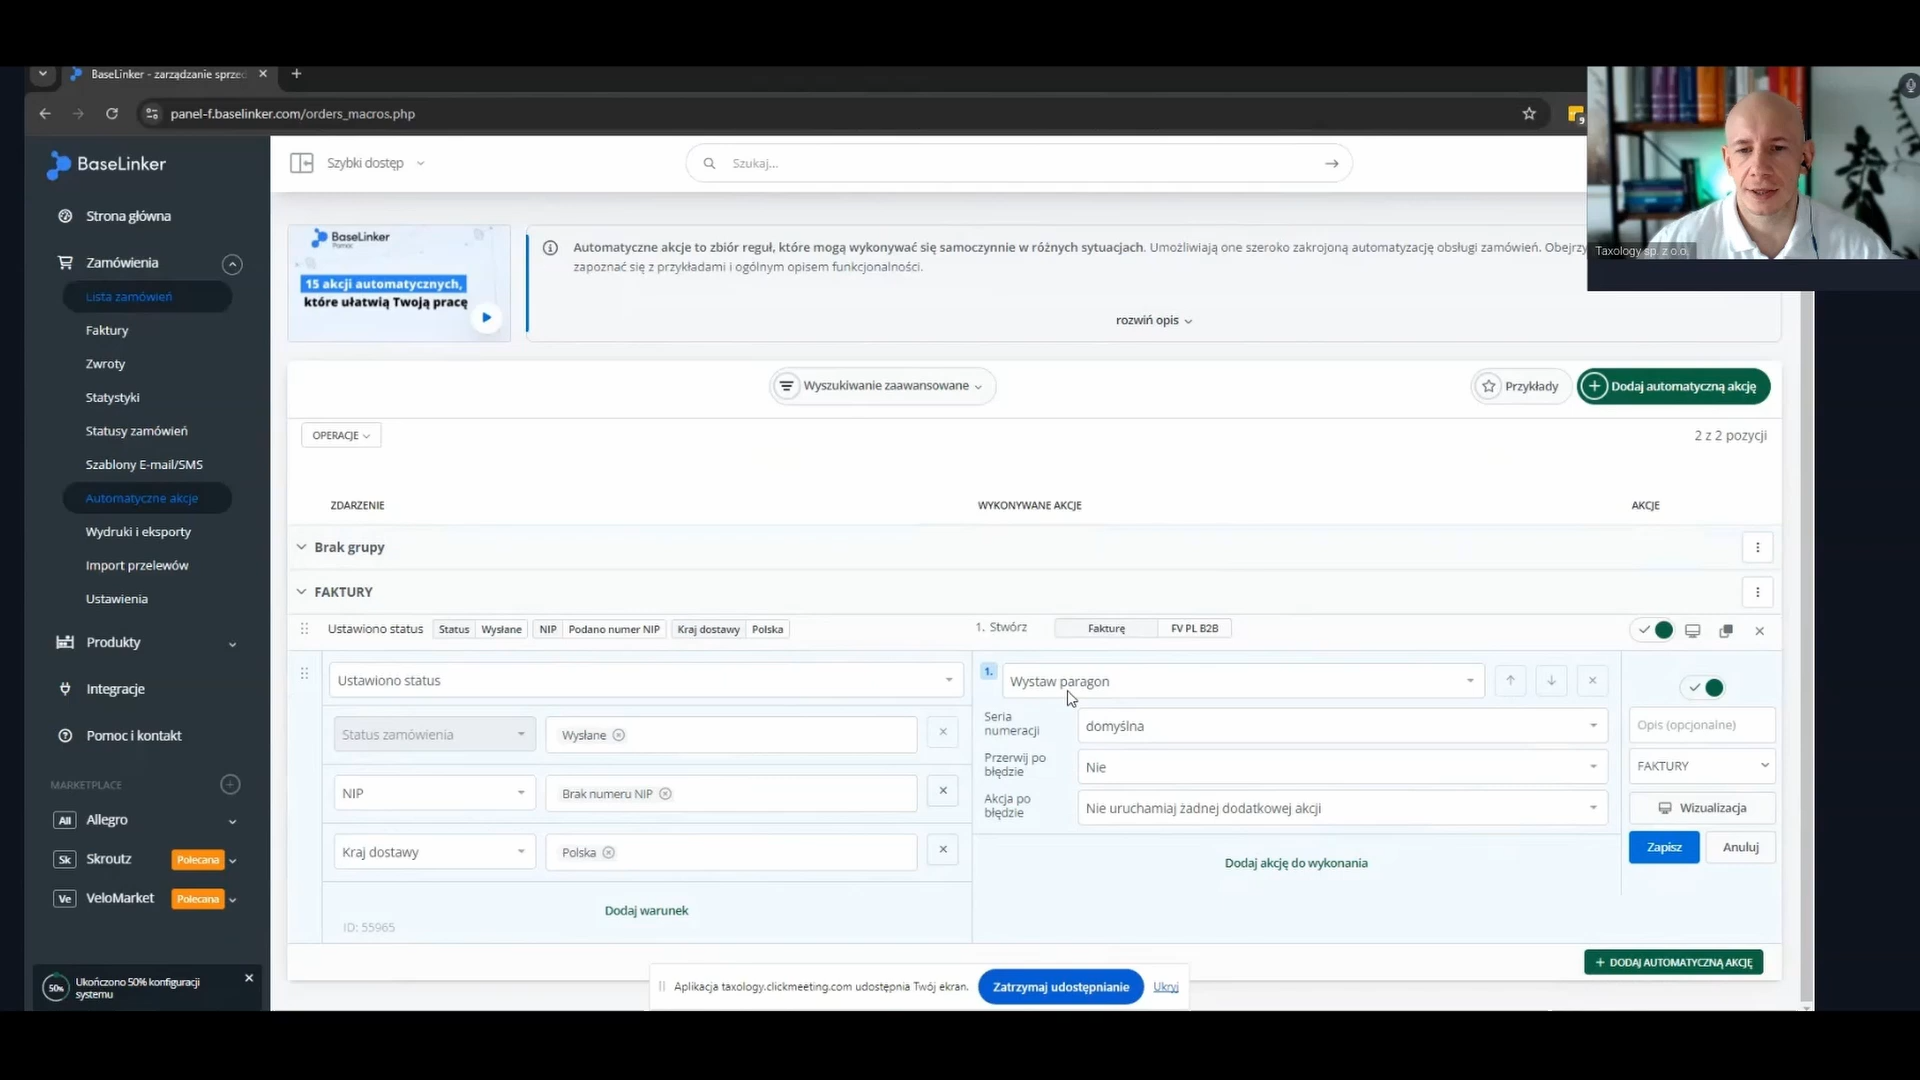 BaseLinker - zarządzanie sprzed
panel-f.baselinker.com/orders_macros.php
9
BaseLinker
Szybki dostęp
Szukaj...
Taxology sp. z o.o.
Strona główna
Zamówienia
Lista zamówień
Faktury
Zwroty
Statystyki
Statusy zamówień
Szablony E-mail/SMS
Automatyczne akcje
Wydruki i eksporty
Import przelewów
Ustawienia
Produkty
Integracje
Pomoc i kontakt
MARKETPLACE
All Allegro
Sk Skroutz Polecana
Ve VeloMarket Polecana
50% Ukończono 50% konfiguracji
systemu
BaseLinker
Pomoc
15 akcji automatycznych,
które ułatwią Twoją pracę
Automatyczne akcje to zbiór reguł, które mogą wykonywać się samoczynnie w różnych sytuacjach. Umożliwiają one szeroko zakrojoną automatyzację obsługi zamówień. Obejrzy
zapoznać się z przykładami i ogólnym opisem funkcjonalności.
rozwiń opis
Wyszukiwanie zaawansowane
Przykłady
Dodaj automatyczną akcję
OPERACJE
2 z 2 pozycji
ZDARZENIE WYKONYWANE AKCJE AKCJE
Brak grupy
FAKTURY
Ustawiono status Status Wysłane NIP Podano numer NIP Kraj dostawy Polska 1. Stwórz Fakturę FV PL B2B
Ustawiono status
Status zamówienia Wysłane
NIP Brak numeru NIP
Kraj dostawy Polska
Dodaj warunek
ID: 55965
1. Wystaw paragon
Seria
numeracji
domyślna
Przerwij po
błędzie
Nie
Akcja po
błędzie
Nie uruchamiaj żadnej dodatkowej akcji
Dodaj akcję do wykonania
Opis (opcjonalne)
FAKTURY
Wizualizacja
Zapisz Anuluj
+ DODAJ AUTOMATYCZNĄ AKCJĘ
Aplikacja taxology.clickmeeting.com udostępnia Twój ekran. Zatrzymaj udostępnianie Ukryj